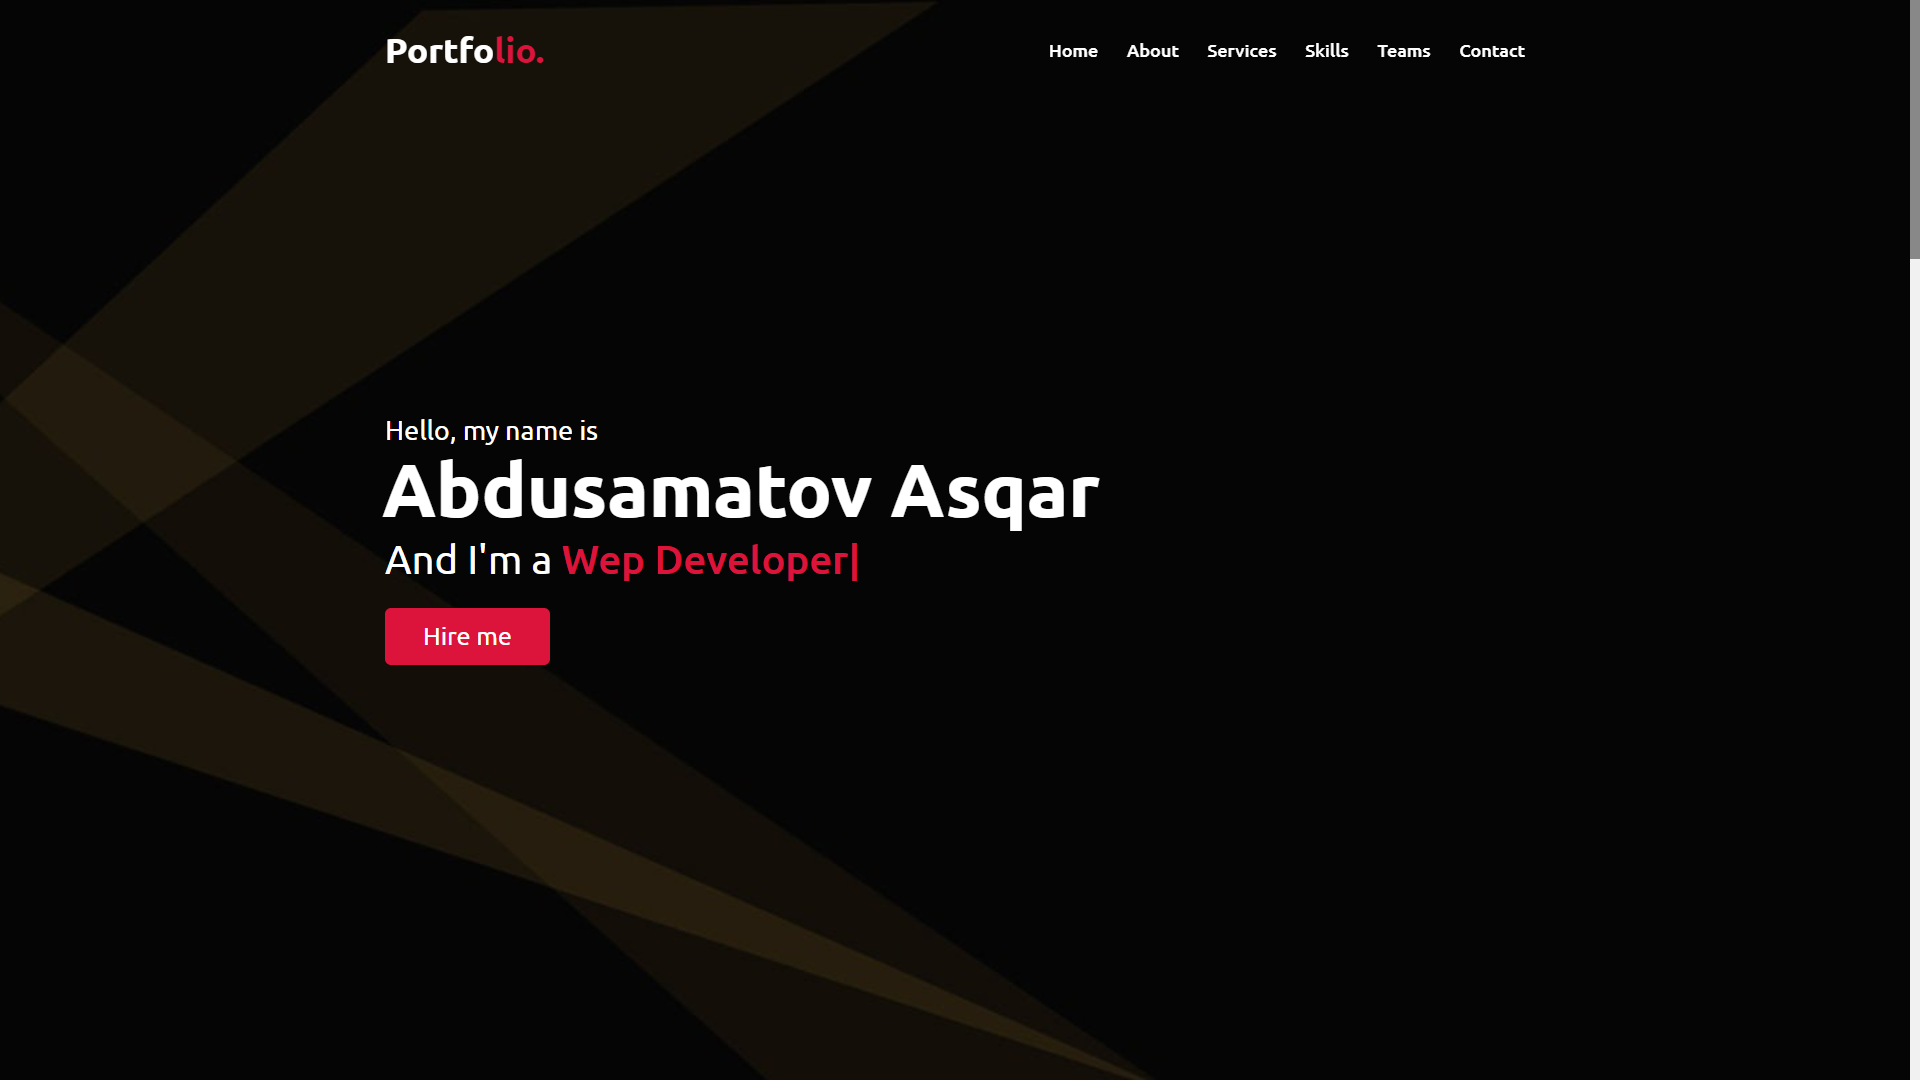 Portfolio.
Home About Services Skills Teams Contact
Hello, my name is
Abdusamatov Asqar
And I'm a Wep Developer|
Hire me